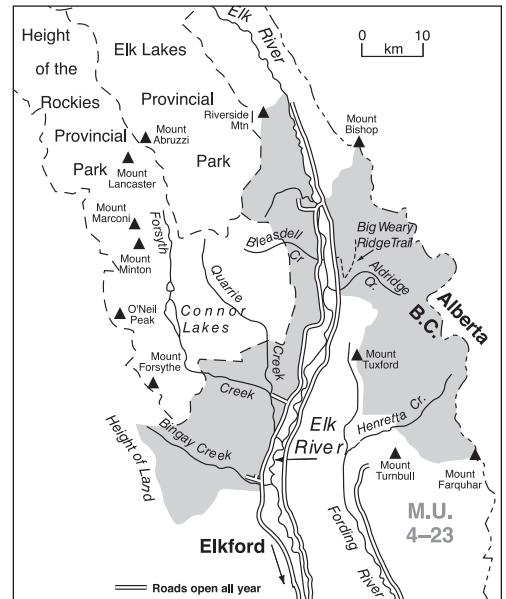 Height
of the
Rockies
Provincial
Park
Elk Lakes
Provincial
Park
Elk
River
0 10
km
Riverside
Mtn
Mount
Bishop
Mount
Abruzzi
Mount
Lancaster
Mount
Marconi
Forsyth
Mount
Minton
Bleasdell
Cr
Big Weary
Ridge Trail
Aldridge
Cr.
Quarrie
Creek
Connor
Lakes
Alberta
B.C.
O'Neil
Peak
Mount
Tuxford
Mount
Forsythe
Creek
Henretta Cr.
Elk
River
Bingay Creek
Height of Land
Mount
Turnbull
Mount
Farquhar
M.U.
4–23
Fording
River
Elkford
Roads open all year